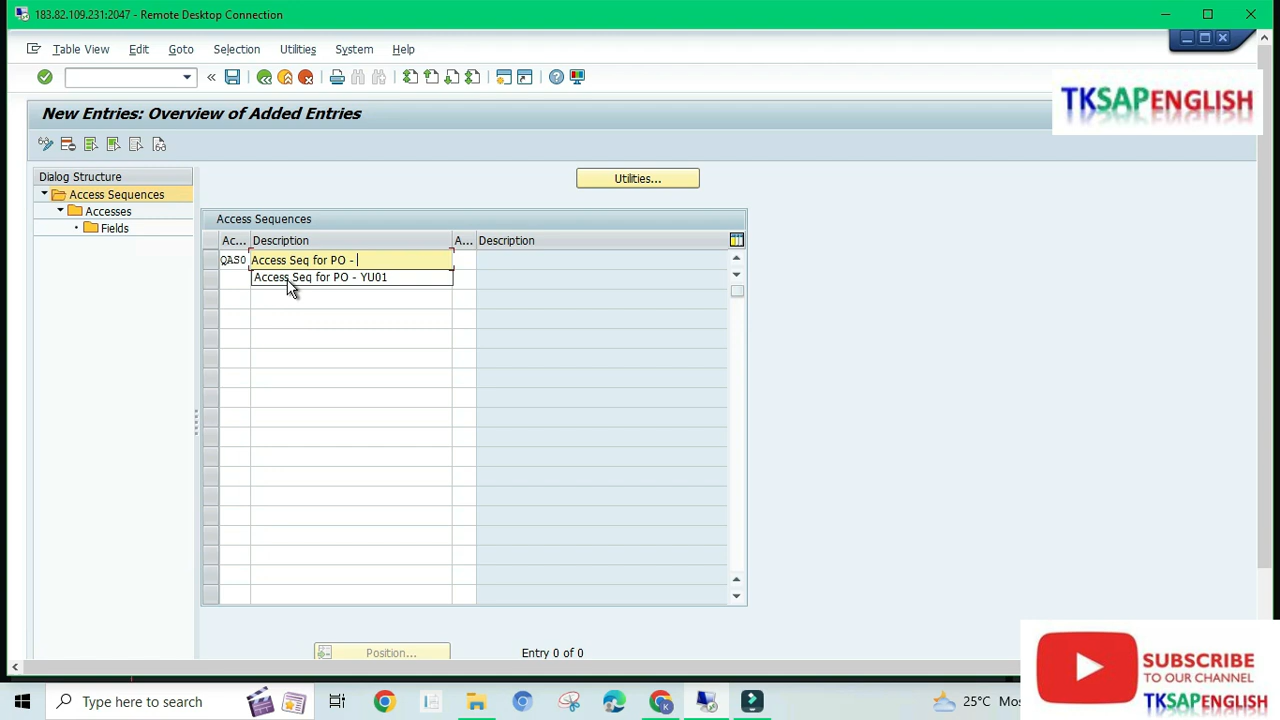 183.82.109.231:2047 - Remote Desktop Connection
Table View Edit Goto Selection Utilities System Help
New Entries: Overview of Added Entries
TKSAPENGLISH
Dialog Structure
Access Sequences
Accesses
Fields
Utilities...
Access Sequences
Ac... Description A... Description
QAS0 Access Seq for PO -
Access Seq for PO - YU01
Position... Entry 0 of 0
SUBSCRIBE
TO OUR CHANNEL
TKSAPENGLISH
Type here to search
25°C